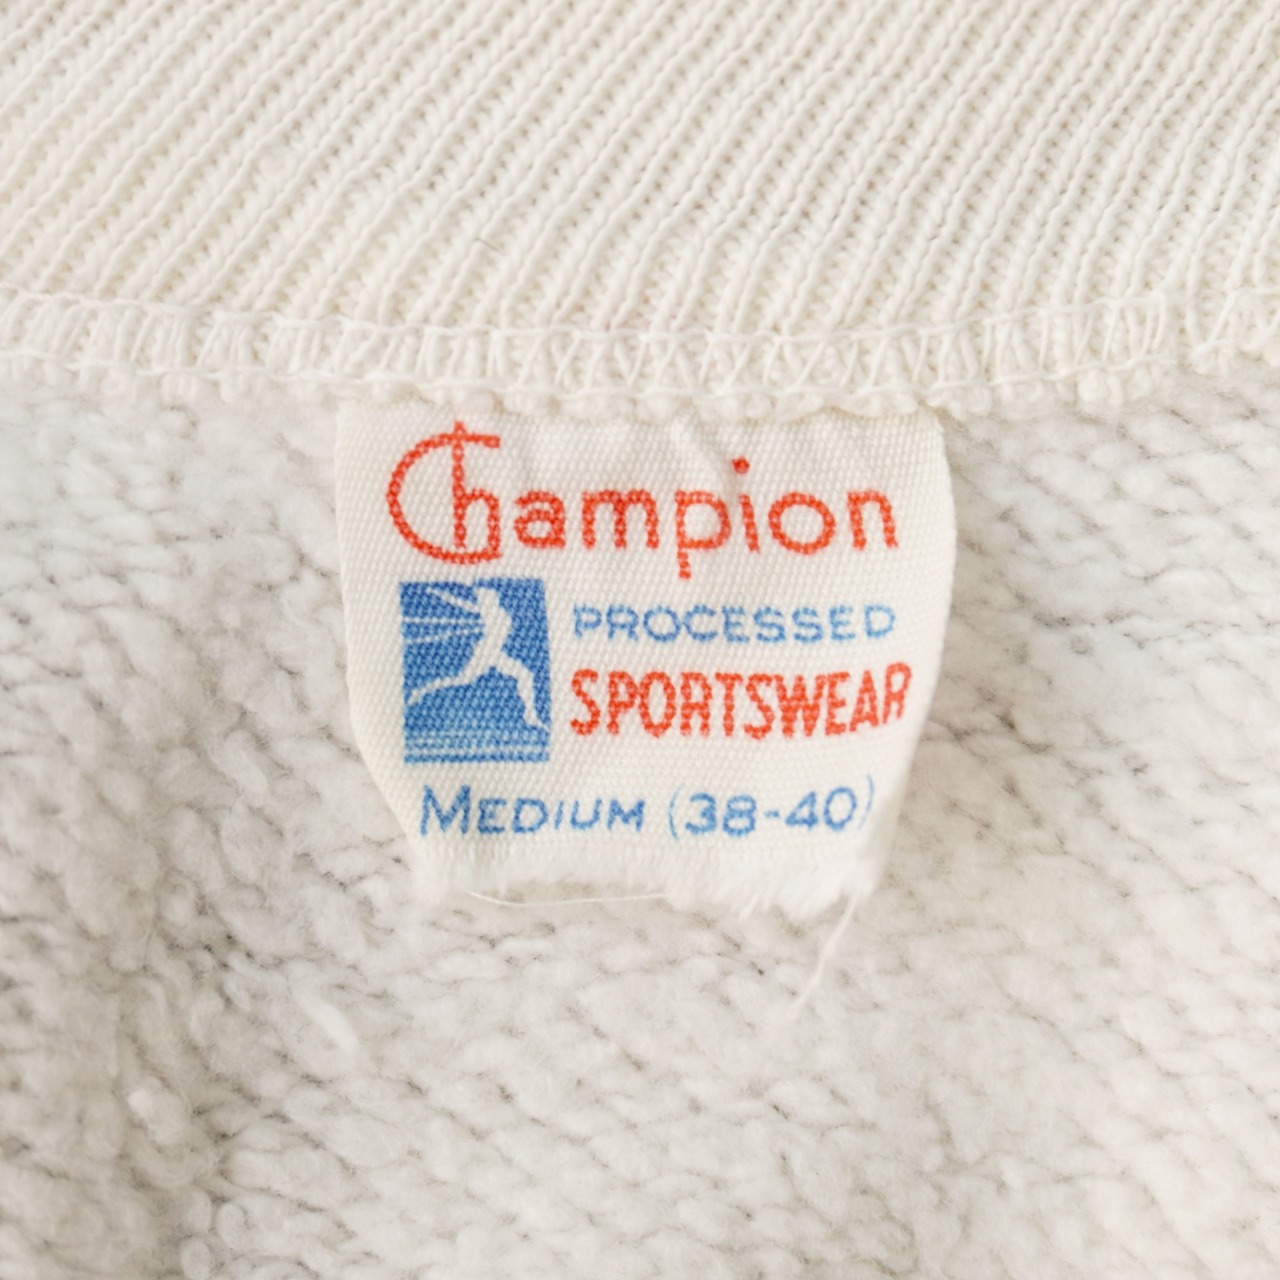 Champion
PROCESSED
SPORTSWEAR
MEDIUM (38-40)